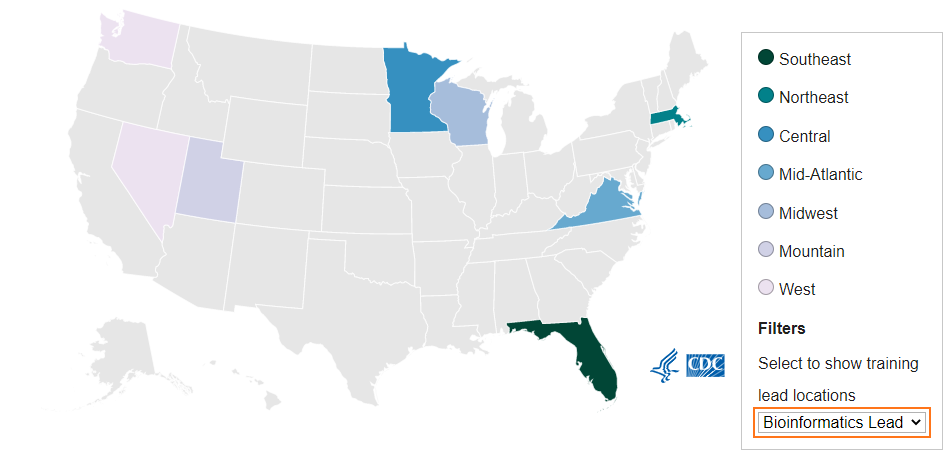 Southeast
Northeast
Central
Mid-Atlantic
Midwest
Mountain
West
Filters
Select to show training
lead locations
Bioinformatics Lead
CDC